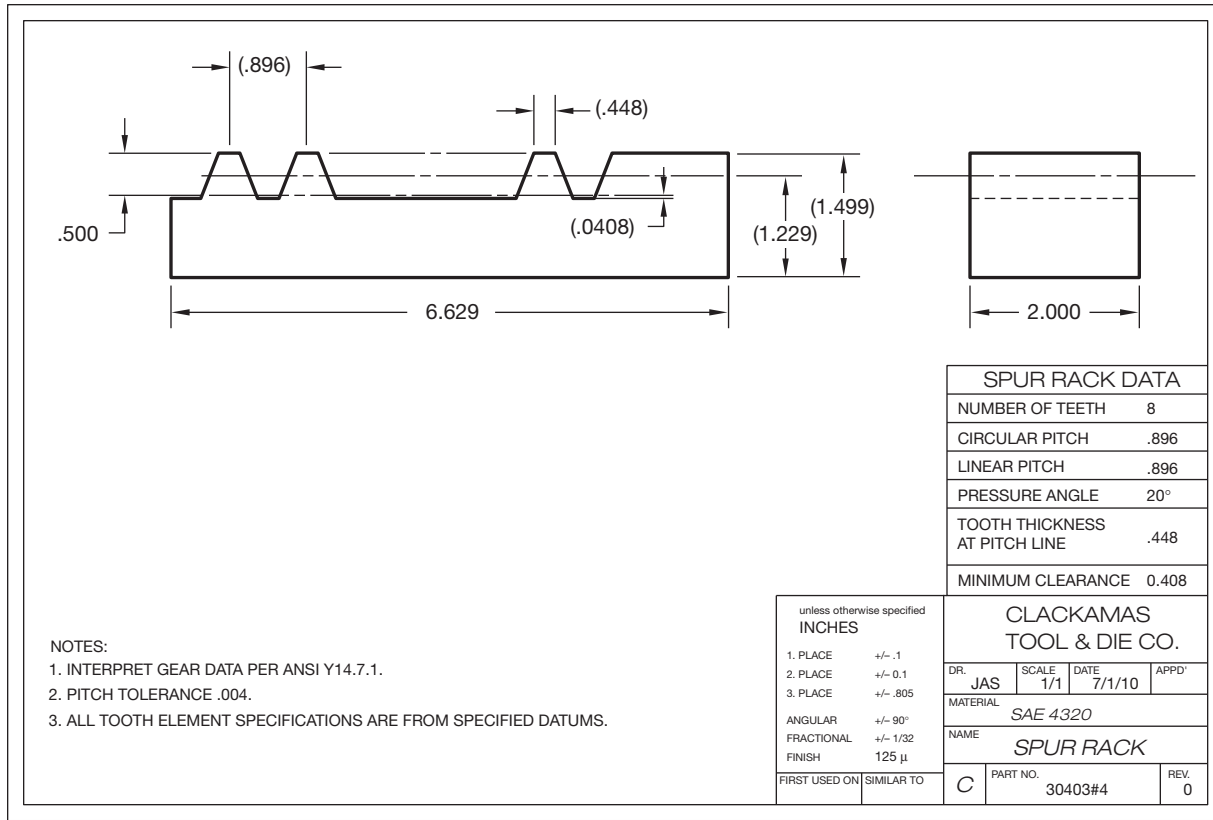 (.896)
(.448)
.500
(.0408)
(1.499)
(1.229)
6.629
2.000
SPUR RACK DATA
NUMBER OF TEETH 8
CIRCULAR PITCH .896
LINEAR PITCH .896
PRESSURE ANGLE 20°
TOOTH THICKNESS
AT PITCH LINE .448
MINIMUM CLEARANCE 0.408
NOTES:
1. INTERPRET GEAR DATA PER ANSI Y14.7.1.
2. PITCH TOLERANCE .004.
3. ALL TOOTH ELEMENT SPECIFICATIONS ARE FROM SPECIFIED DATUMS.
unless otherwise specified
INCHES
1. PLACE +/– .1
2. PLACE +/– 0.1
3. PLACE +/– .805
ANGULAR +/– 90°
FRACTIONAL +/– 1/32
FINISH 125 μ
FIRST USED ON SIMILAR TO
CLACKAMAS
TOOL & DIE CO.
DR. JAS SCALE 1/1 DATE 7/1/10 APPD'
MATERIAL SAE 4320
NAME SPUR RACK
C PART NO. 30403#4 REV. 0